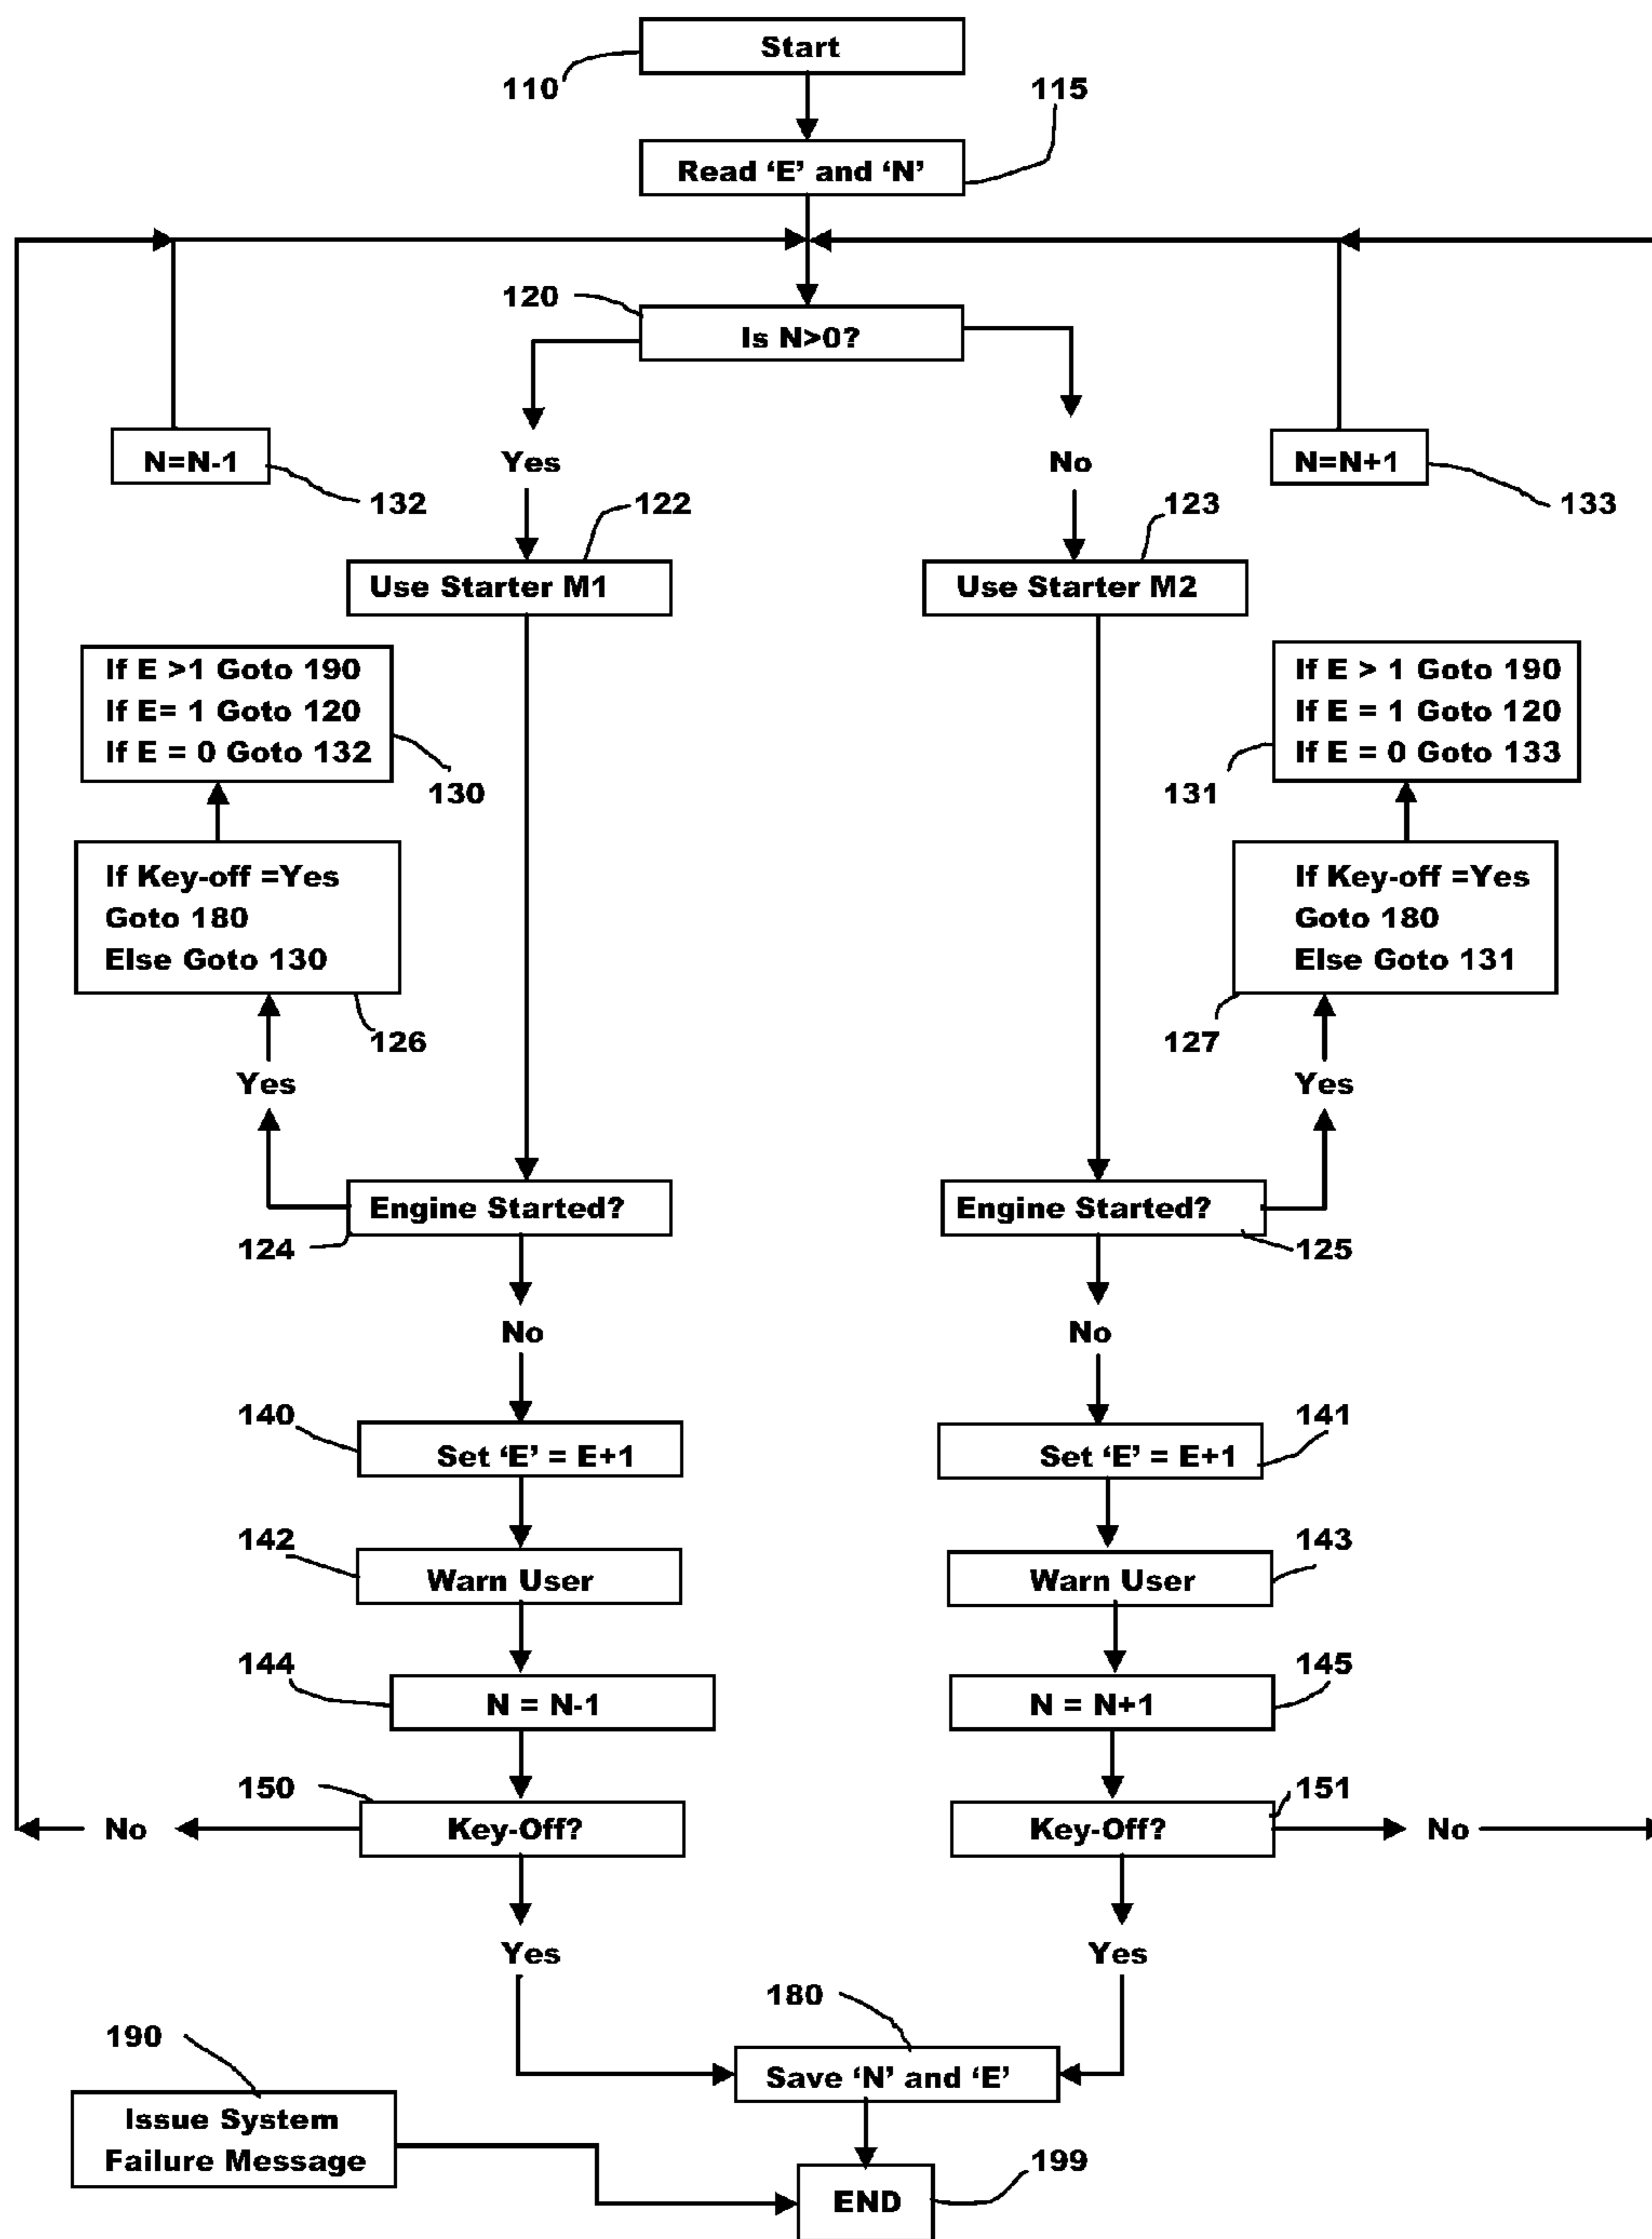 Start
110
115
Read ‘E’ and ‘N’
120
Is N>0?
N=N-1
Yes
No
N=N+1
132
122
123
133
Use Starter M1
Use Starter M2
If E >1 Goto 190
If E= 1 Goto 120
If E = 0 Goto 132
130
If E > 1 Goto 190
If E = 1 Goto 120
If E = 0 Goto 133
131
If Key-off =Yes
Goto 180
Else Goto 130
126
If Key-off =Yes
Goto 180
Else Goto 131
127
Yes
Yes
Engine Started?
124
Engine Started?
125
No
No
140
Set ‘E’ = E+1
141
Set ‘E’ = E+1
142
Warn User
143
Warn User
144
N = N-1
145
N = N+1
150
Key-Off?
No
151
Key-Off?
No
Yes
Yes
180
Save ‘N’ and ‘E’
190
Issue System
Failure Message
199
END